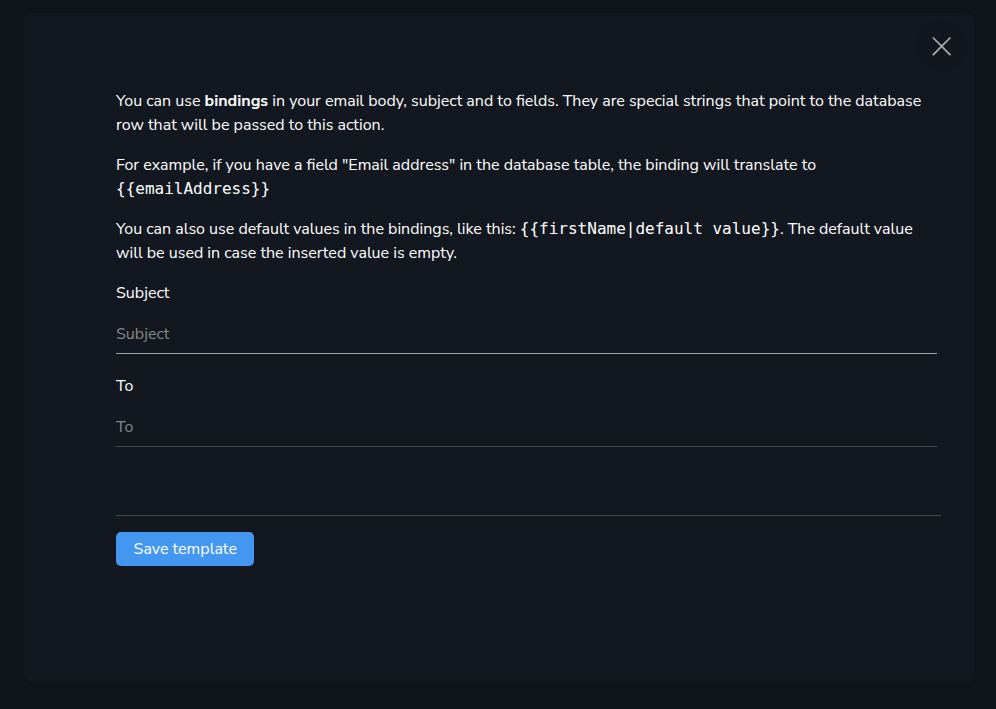 You can use bindings in your email body, subject and to fields. They are special strings that point to the database
row that will be passed to this action.
For example, if you have a field "Email address" in the database table, the binding will translate to
{{emailAddress}}
You can also use default values in the bindings, like this: {{firstName|default value}}. The default value
will be used in case the inserted value is empty.
Subject
Subject
To
To
Save template